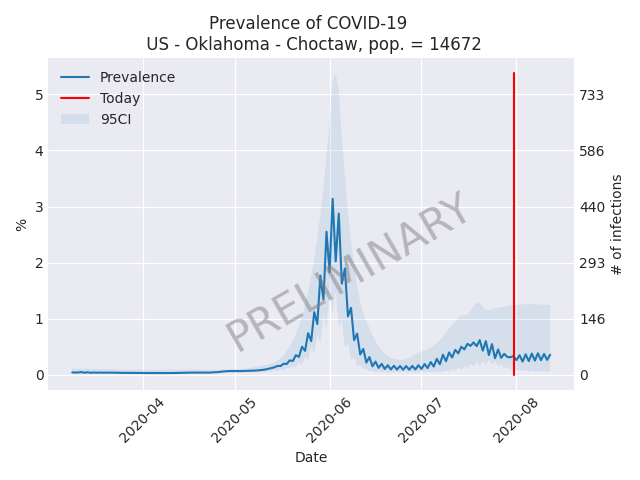 Prevalence of COVID-19
US - Oklahoma - Choctaw, pop. = 14672
Prevalence
Today
95CI
5
4
3
2
1
0
%
733
586
440
293
146
0
# of infections
PRELIMINARY
2020-04
2020-05
2020-06
2020-07
2020-08
Date